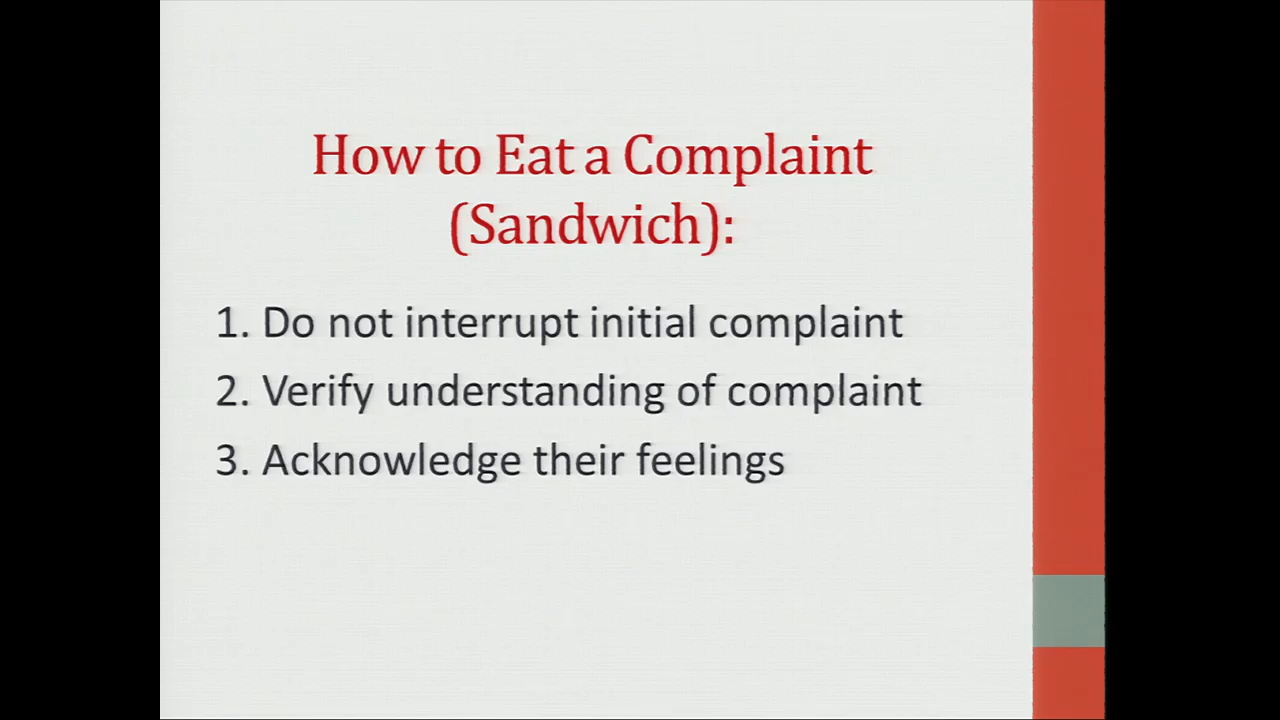 How to Eat a Complaint
(Sandwich):
1. Do not interrupt initial complaint
2. Verify understanding of complaint
3. Acknowledge their feelings